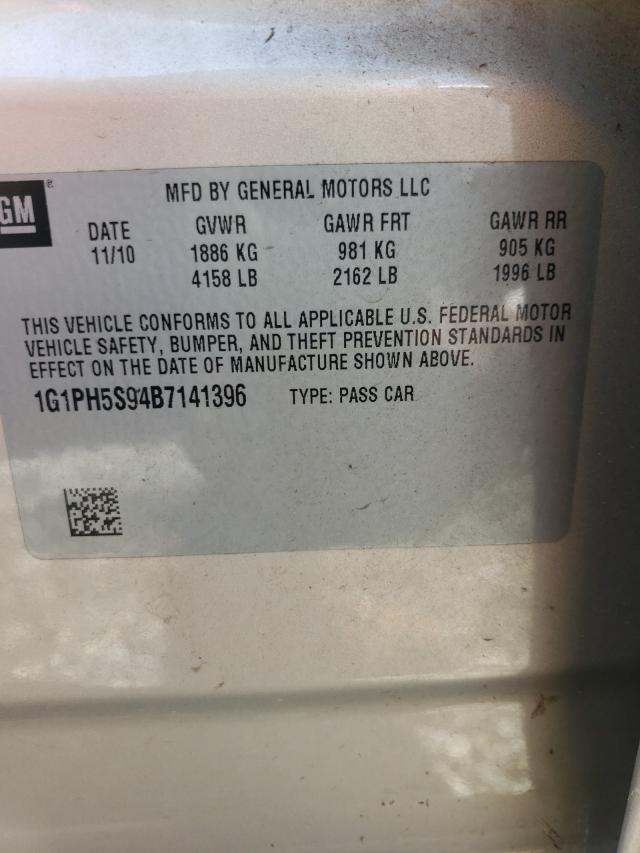 GM®
MFD BY GENERAL MOTORS LLC
DATE GVWR GAWR FRT GAWR RR
11/10 1886 KG 981 KG 905 KG
4158 LB 2162 LB 1996 LB
THIS VEHICLE CONFORMS TO ALL APPLICABLE U.S. FEDERAL MOTOR
VEHICLE SAFETY, BUMPER, AND THEFT PREVENTION STANDARDS IN
EFFECT ON THE DATE OF MANUFACTURE SHOWN ABOVE.
1G1PH5S94B7141396 TYPE: PASS CAR